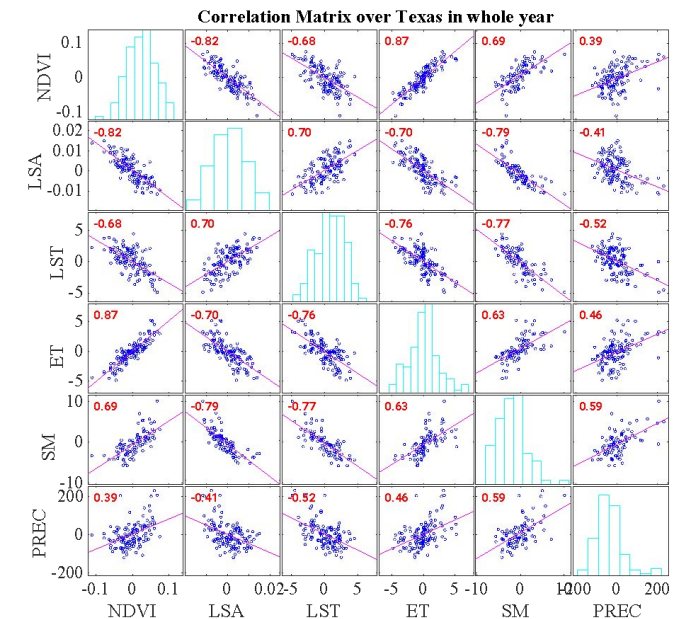 Correlation Matrix over Texas in whole year
NDVI 0.1 0 -0.1 -0.82 -0.68 0.87 0.69 0.39
LSA 0.02 0.01 0 -0.01 -0.82 0.70 -0.70 -0.79 -0.41
LST 5 0 -5 -0.68 0.70 -0.76 -0.77 -0.52
ET 5 0 -5 0.87 -0.70 -0.76 0.63 0.46
SM 10 0 -10 0.69 -0.79 -0.77 0.63 0.59
PREC 200 0 -200 0.39 -0.41 -0.52 0.46 0.59
-0.1 0 0.1 0 0.02 -5 0 5 -5 0 5 -10 0 0 200
NDVI LSA LST ET SM PREC